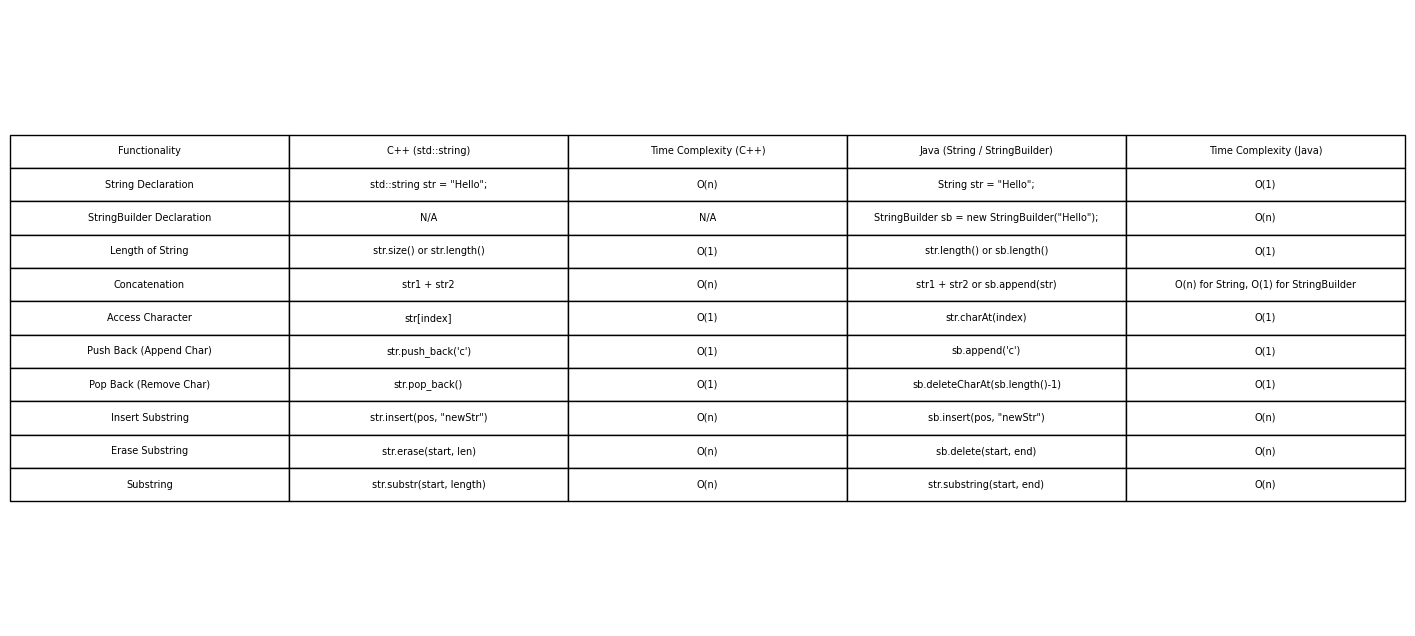 Functionality C++ (std::string) Time Complexity (C++) Java (String / StringBuilder) Time Complexity (Java)
String Declaration std::string str = "Hello"; O(n) String str = "Hello"; O(1)
StringBuilder Declaration N/A N/A StringBuilder sb = new StringBuilder("Hello"); O(n)
Length of String str.size() or str.length() O(1) str.length() or sb.length() O(1)
Concatenation str1 + str2 O(n) str1 + str2 or sb.append(str) O(n) for String, O(1) for StringBuilder
Access Character str[index] O(1) str.charAt(index) O(1)
Push Back (Append Char) str.push_back('c') O(1) sb.append('c') O(1)
Pop Back (Remove Char) str.pop_back() O(1) sb.deleteCharAt(sb.length()-1) O(1)
Insert Substring str.insert(pos, "newStr") O(n) sb.insert(pos, "newStr") O(n)
Erase Substring str.erase(start, len) O(n) sb.delete(start, end) O(n)
Substring str.substr(start, length) O(n) str.substring(start, end) O(n)